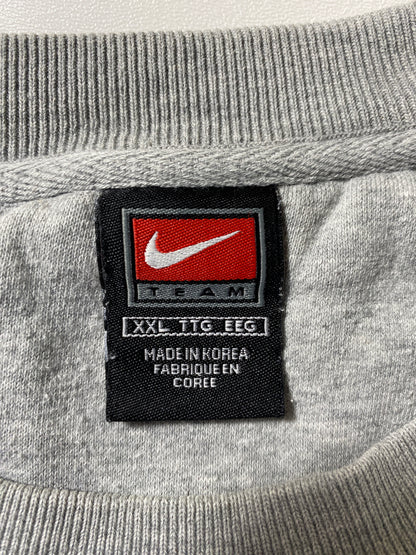 TEAM
XXL TTG EEG
MADE IN KOREA
FABRIQUE EN
COREE